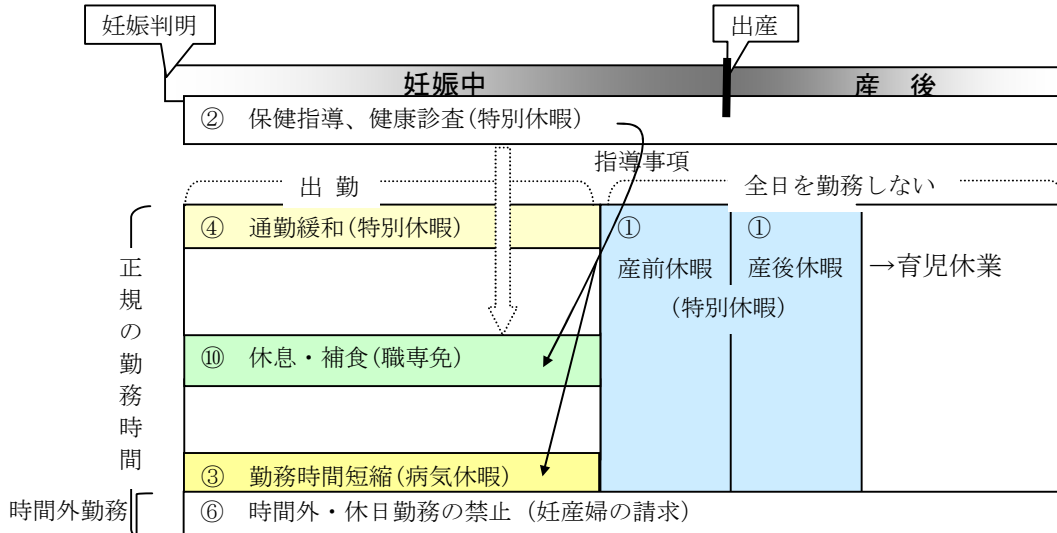 妊娠判明
出産
妊娠中
産 後
② 保健指導、健康診査(特別休暇)
指導事項
出 勤
全日を勤務しない
④ 通勤緩和(特別休暇)
①
産前休暇
①
産後休暇
(特別休暇)
→育児休業
正規の勤務時間
⑩ 休息・補食(職専免)
③ 勤務時間短縮(病気休暇)
時間外勤務
⑥ 時間外・休日勤務の禁止(妊産婦の請求)